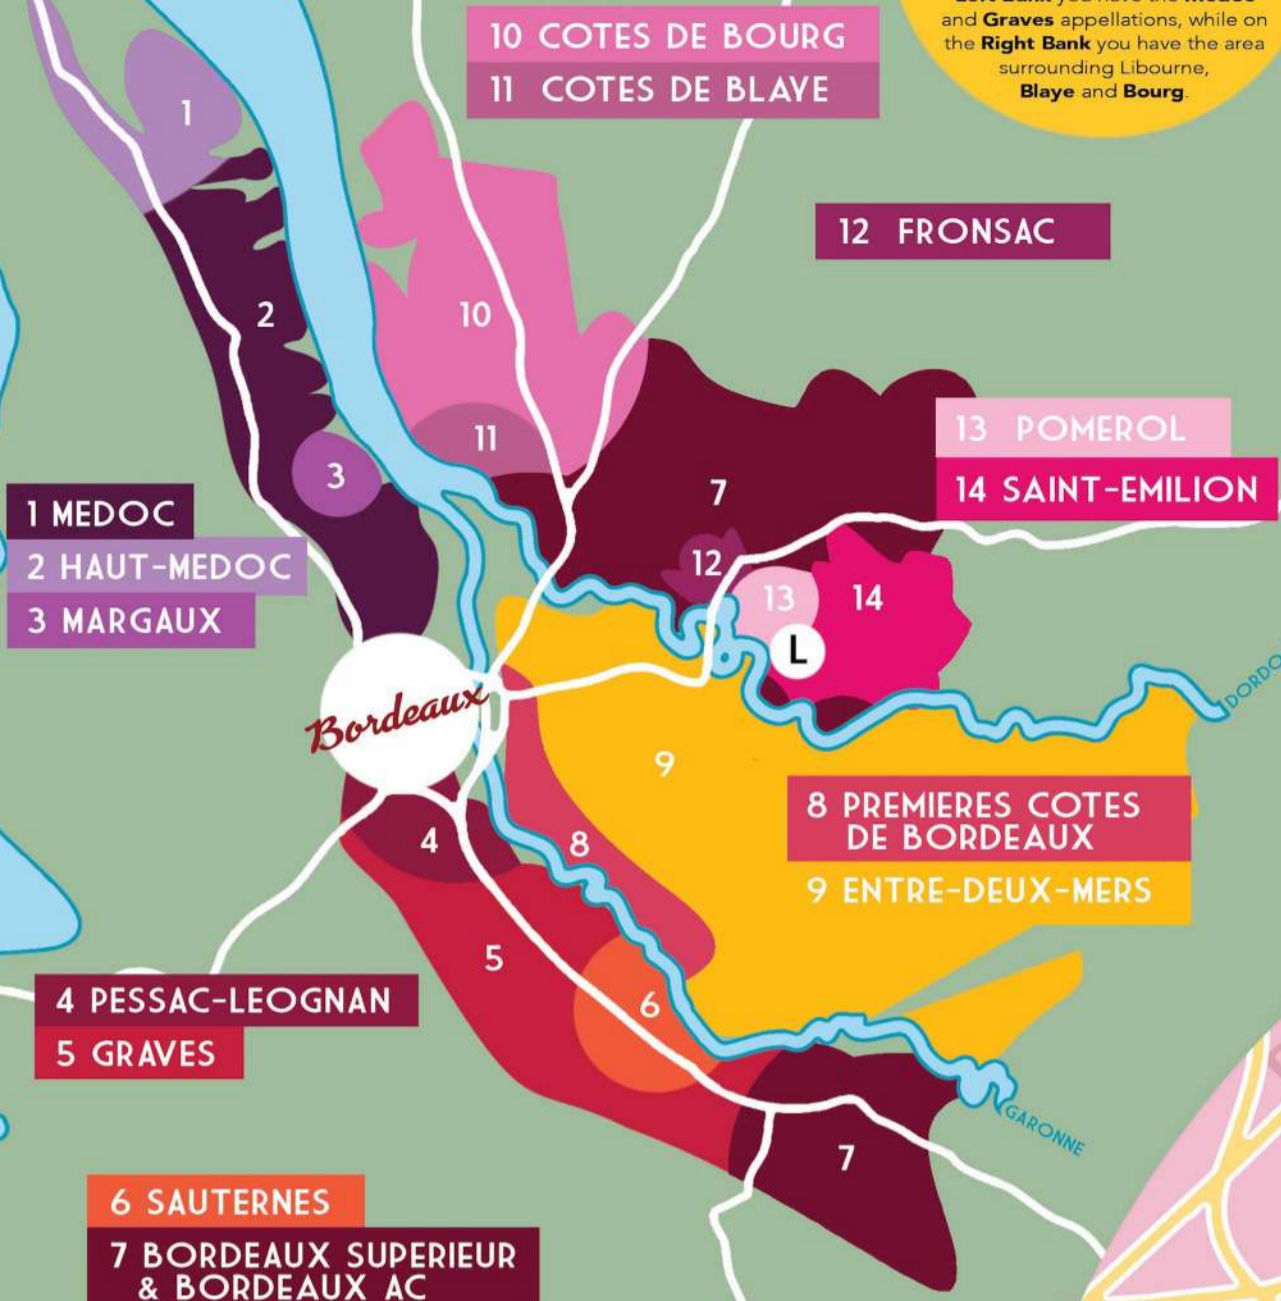 and Graves appellations, while on
the Right Bank you have the area
surrounding Libourne,
Blaye and Bourg.
10 COTES DE BOURG
11 COTES DE BLAYE
12 FRONSAC
13 POMEROL
14 SAINT-EMILION
1
2
3
10
11
7
12
13
14
L
1 MEDOC
2 HAUT-MEDOC
3 MARGAUX
Bordeaux
DORDO
9
8 PREMIERES COTES
DE BORDEAUX
9 ENTRE-DEUX-MERS
4
8
5
6
4 PESSAC-LEOGNAN
5 GRAVES
GARONNE
7
6 SAUTERNES
7 BORDEAUX SUPERIEUR
& BORDEAUX AC